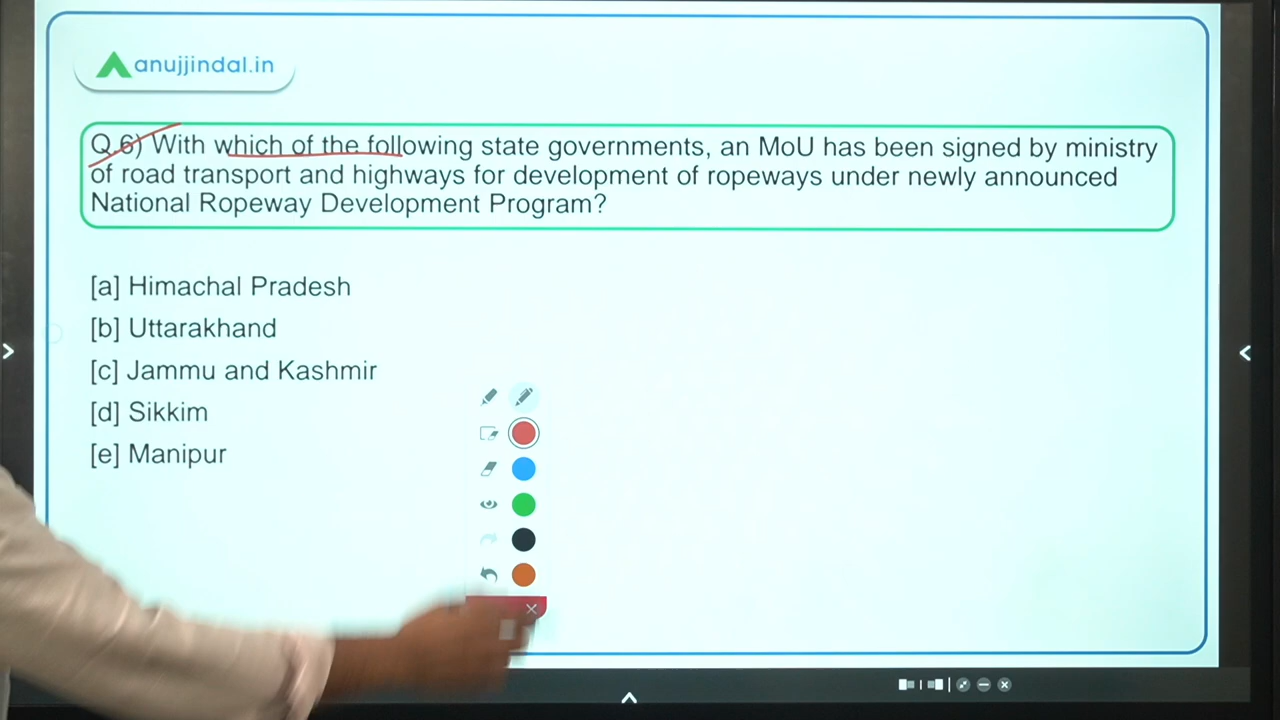 anujjindal.in
Q.6) With which of the following state governments, an MoU has been signed by ministry
of road transport and highways for development of ropeways under newly announced
National Ropeway Development Program?
[a] Himachal Pradesh
[b] Uttarakhand
[c] Jammu and Kashmir
[d] Sikkim
[e] Manipur